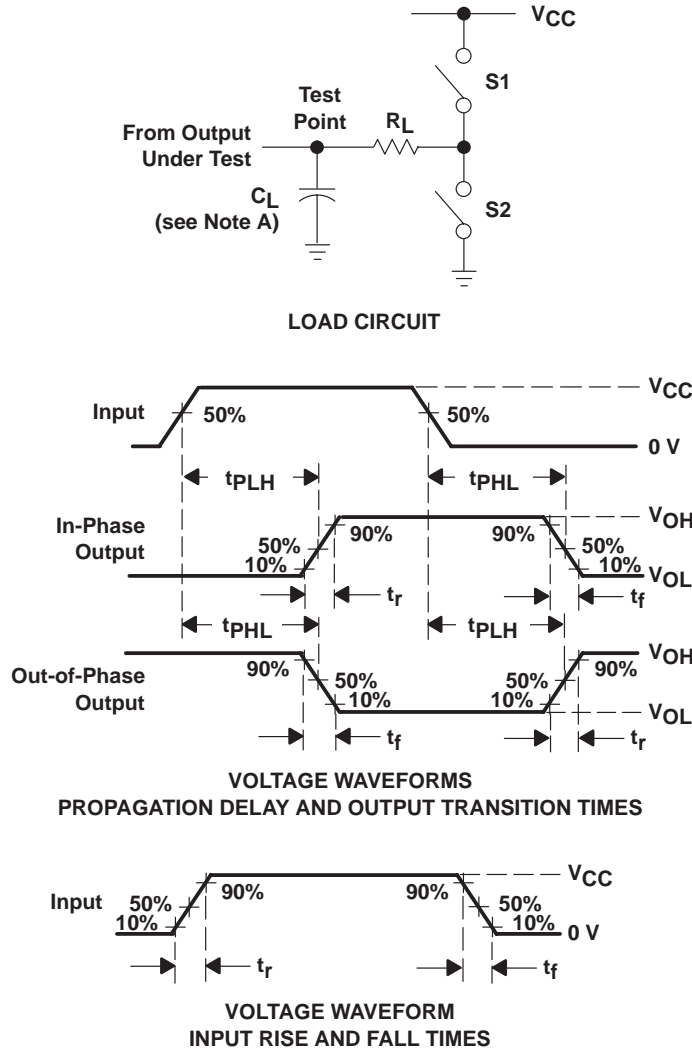 VCC
S1
Test
Point
RL
From Output
Under Test
CL
(see Note A)
S2
LOAD CIRCUIT
VCC
Input
50%
50%
0 V
tPLH
tPHL
VOH
In-Phase
Output
90%
90%
50%
50%
10%
10%
VOL
tr
tf
tPHL
tPLH
VOH
Out-of-Phase
Output
90%
90%
50%
50%
10%
10%
VOL
tf
tr
VOLTAGE WAVEFORMS
PROPAGATION DELAY AND OUTPUT TRANSITION TIMES
VCC
Input
90%
90%
50%
50%
10%
10%
0 V
tr
tf
VOLTAGE WAVEFORM
INPUT RISE AND FALL TIMES